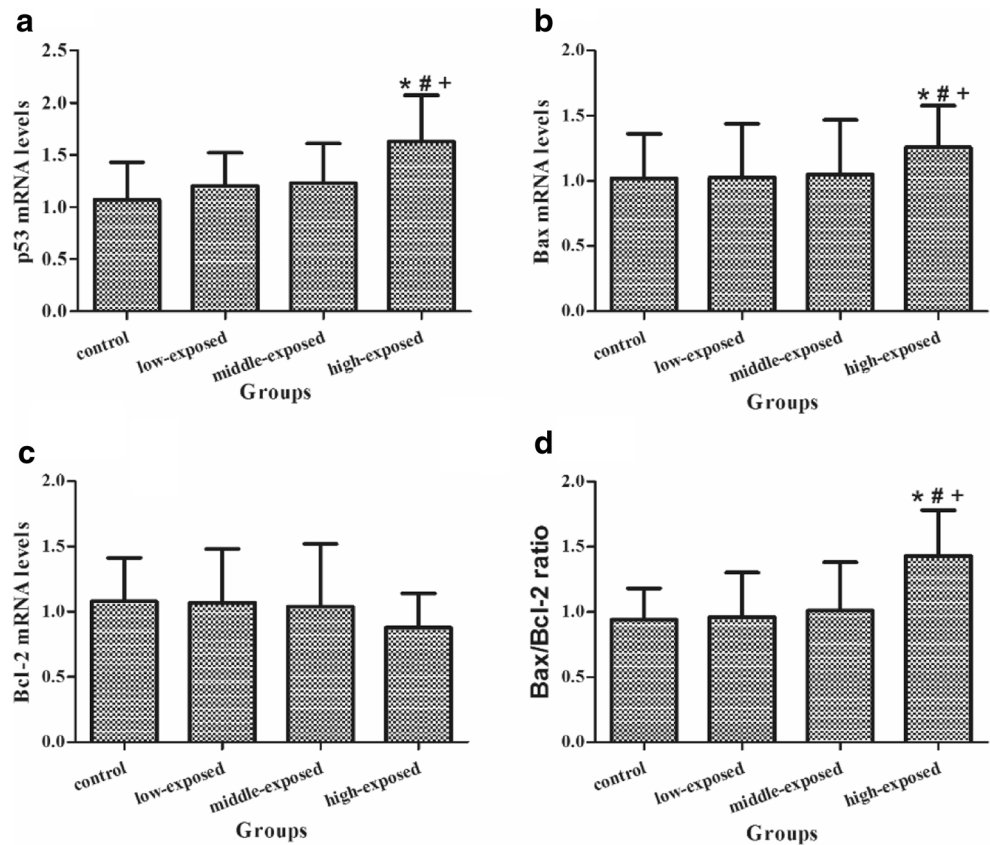 a
p53 mRNA levels
2.5
2.0
1.5
1.0
0.5
0.0
* # +
control
low-exposed
middle-exposed
high-exposed
Groups
b
Bax mRNA levels
2.0
1.5
1.0
0.5
0.0
* # +
control
low-exposed
middle-exposed
high-exposed
Groups
c
Bcl-2 mRNA levels
2.0
1.5
1.0
0.5
0.0
control
low-exposed
middle-exposed
high-exposed
Groups
d
Bax/Bcl-2 ratio
2.0
1.5
1.0
0.5
0.0
* # +
control
low-exposed
middle-exposed
high-exposed
Groups